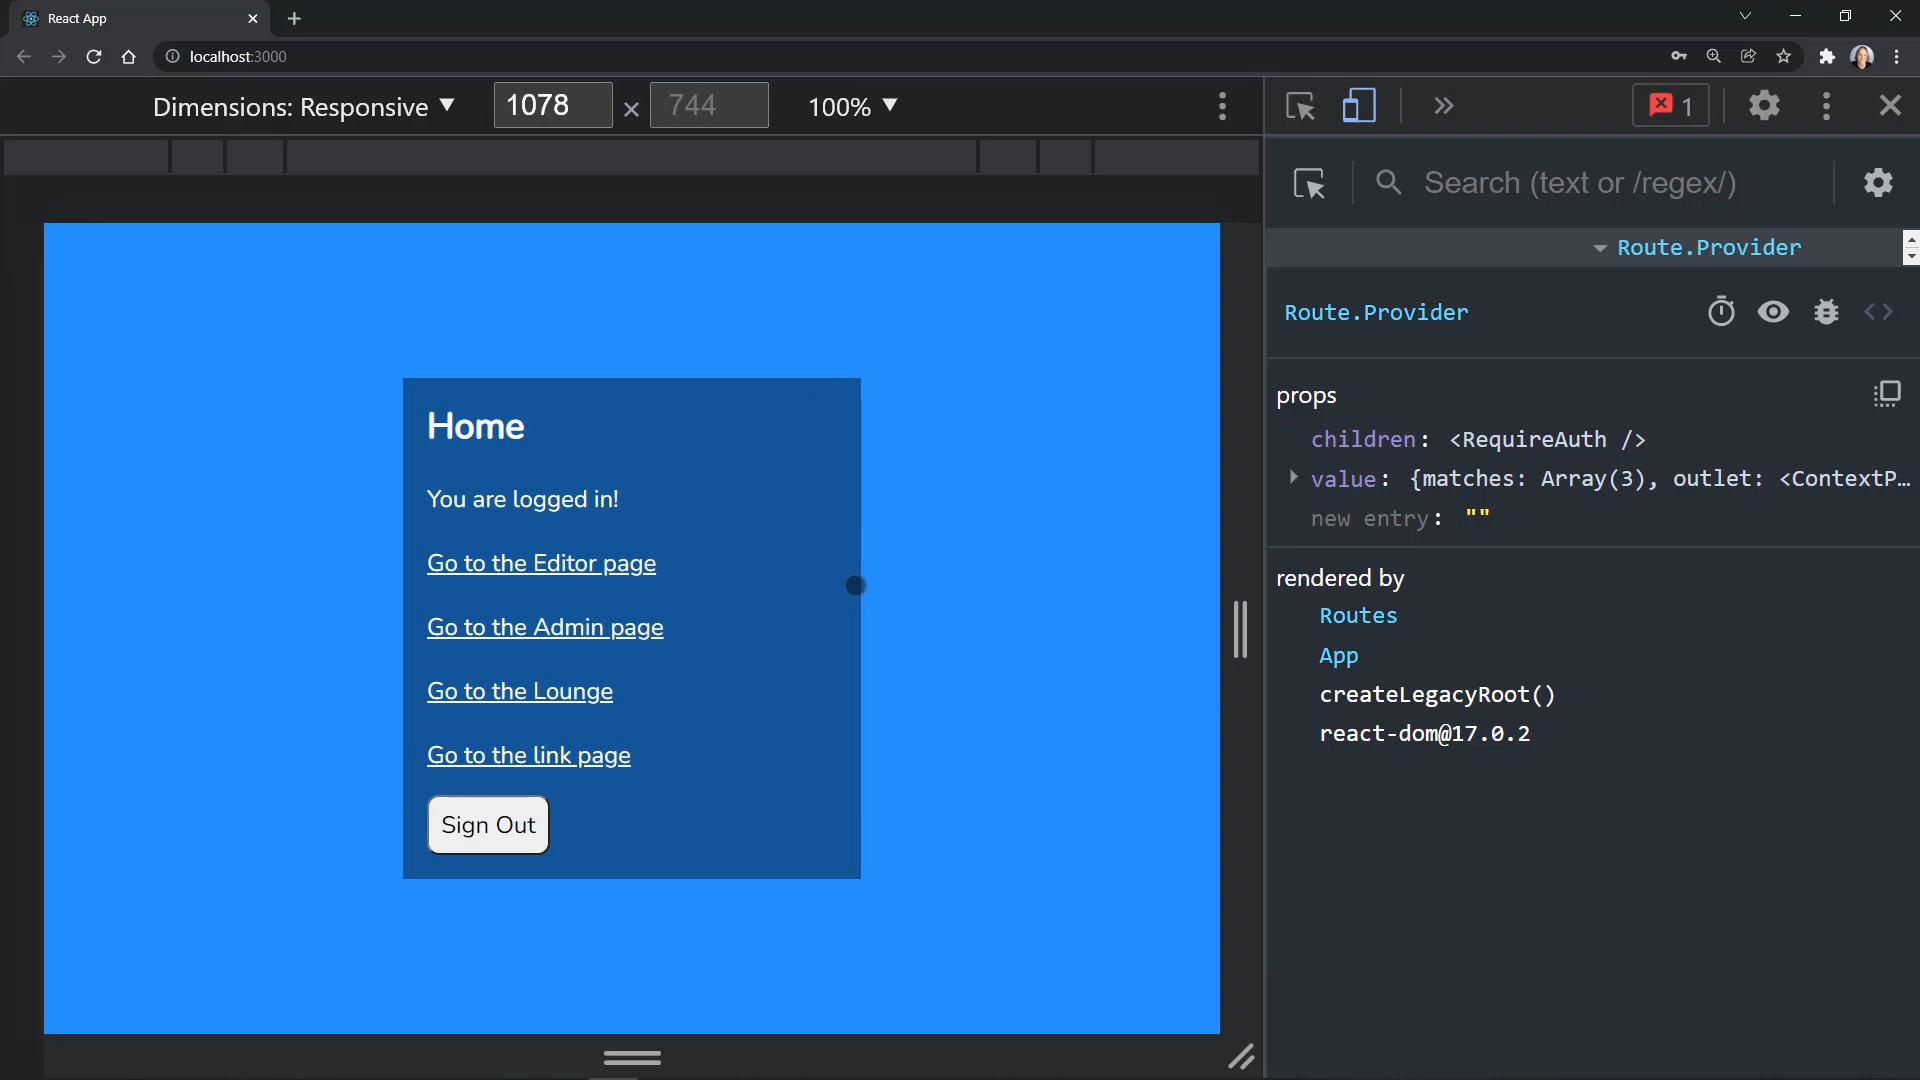 React App
localhost:3000
Dimensions: Responsive ▼ 1078 × 744 100% ▼
1
Search (text or /regex/)
Route.Provider
Route.Provider
props
children: <RequireAuth />
value: {matches: Array(3), outlet: <ContextP…
new entry: ""
rendered by
Routes
App
createLegacyRoot()
react-dom@17.0.2
Home
You are logged in!
Go to the Editor page
Go to the Admin page
Go to the Lounge
Go to the link page
Sign Out